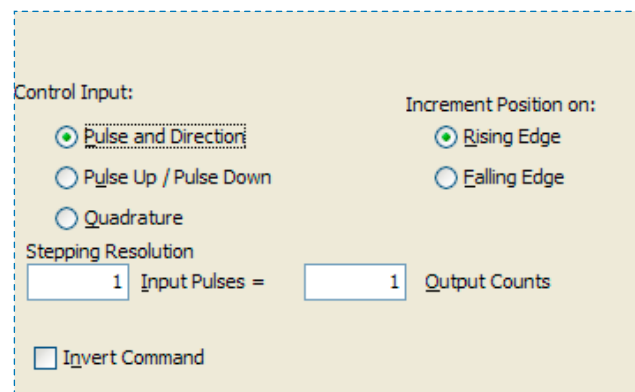 Control Input:
Increment Position on:
Pulse and Direction
Rising Edge
Pulse Up / Pulse Down
Falling Edge
Quadrature
Stepping Resolution
1 Input Pulses = 1 Output Counts
Invert Command